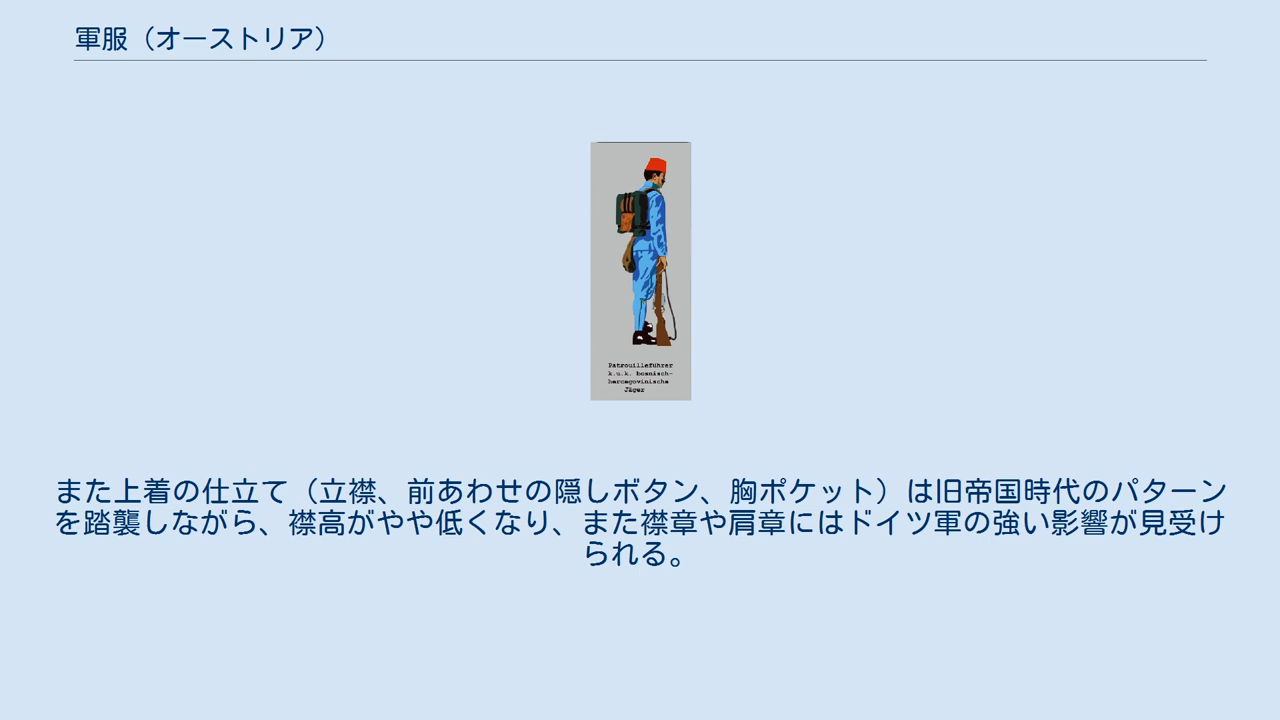 軍服（オーストリア）
Patrouilleführer
k.u.k. bosnisch-
hercegovinische
Jäger
また上着の仕立て（立襟、前あわせの隠しボタン、胸ポケット）は旧帝国時代のパターン
を踏襲しながら、襟高がやや低くなり、また襟章や肩章にはドイツ軍の強い影響が見受け
られる。